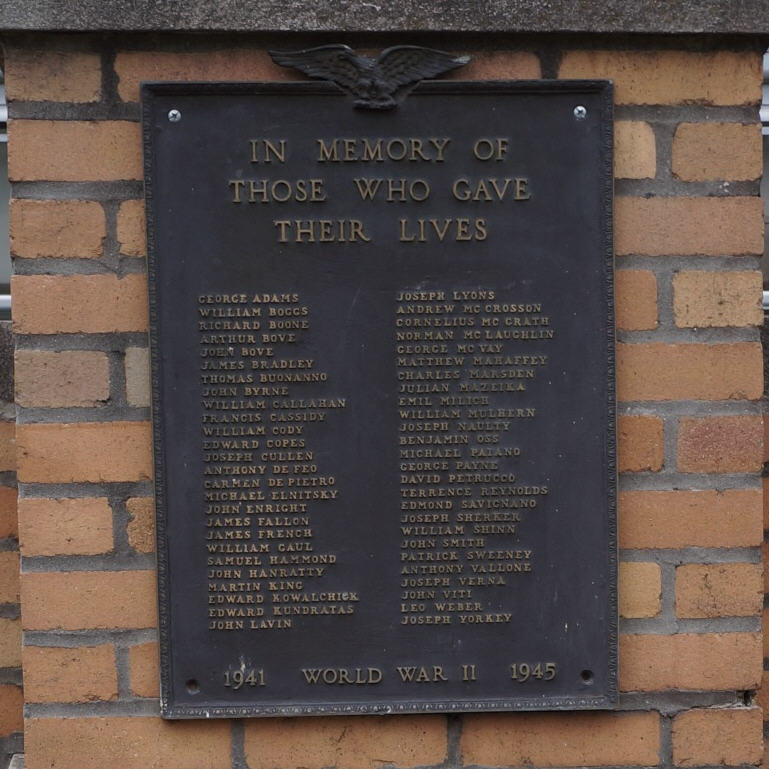 IN MEMORY OF
THOSE WHO GAVE
THEIR LIVES
GEORGE ADAMS
WILLIAM BOGGS
RICHARD BOONE
ARTHUR BOVE
JOHN BOVE
JAMES BRADLEY
THOMAS BUONANNO
JOHN BYRNE
WILLIAM CALLAHAN
FRANCIS CASSIDY
WILLIAM CODY
EDWARD COPES
JOSEPH CULLEN
ANTHONY DE FEO
CARMEN DE PIETRO
MICHAEL ELNITSKY
JOHN ENRIGHT
JAMES FALLON
JAMES FRENCH
WILLIAM GAUL
SAMUEL HAMMOND
JOHN HANRATTY
MARTIN KING
EDWARD KOWALCHICK
EDWARD KUNDRATAS
JOHN LAVIN
JOSEPH LYONS
ANDREW MC CROSSON
CORNELIUS MC GRATH
NORMAN MC LAUGHLIN
GEORGE MC VAY
MATTHEW MAHAFFEY
CHARLES MARSDEN
JULIAN MAZEIKA
EMIL MILICH
WILLIAM MULHERN
JOSEPH NAULTY
BENJAMIN OSS
MICHAEL PAIANO
GEORGE PAYNE
DAVID PETRUCCO
TERRENCE REYNOLDS
EDMOND SAVIGNANO
JOSEPH SHERKER
WILLIAM SHINN
JOHN SMITH
PATRICK SWEENEY
ANTHONY VALLONE
JOSEPH VERNA
JOHN VITI
LEO WEBER
JOSEPH YORKEY
1941 WORLD WAR II 1945